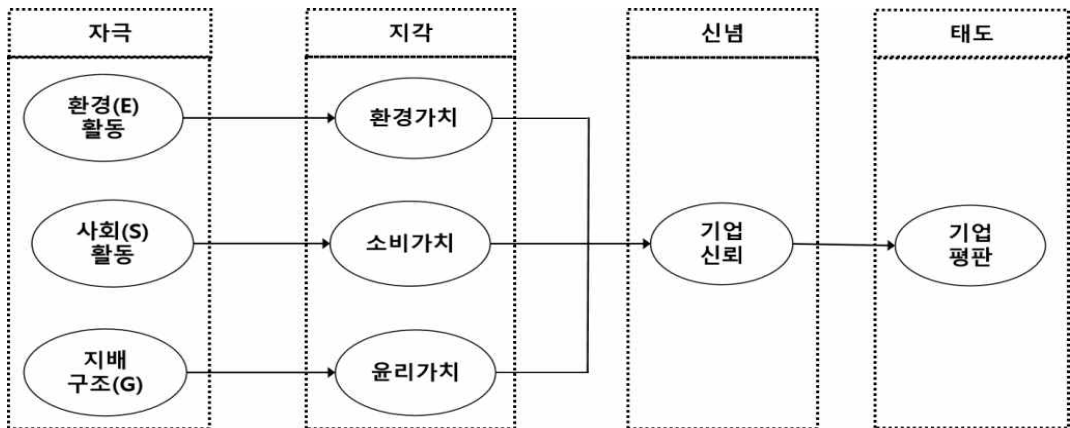 자극
지각
신념
태도
환경(E)
활동
환경가치
사회(S)
활동
소비가치
기업
신뢰
기업
평판
지배
구조(G)
윤리가치